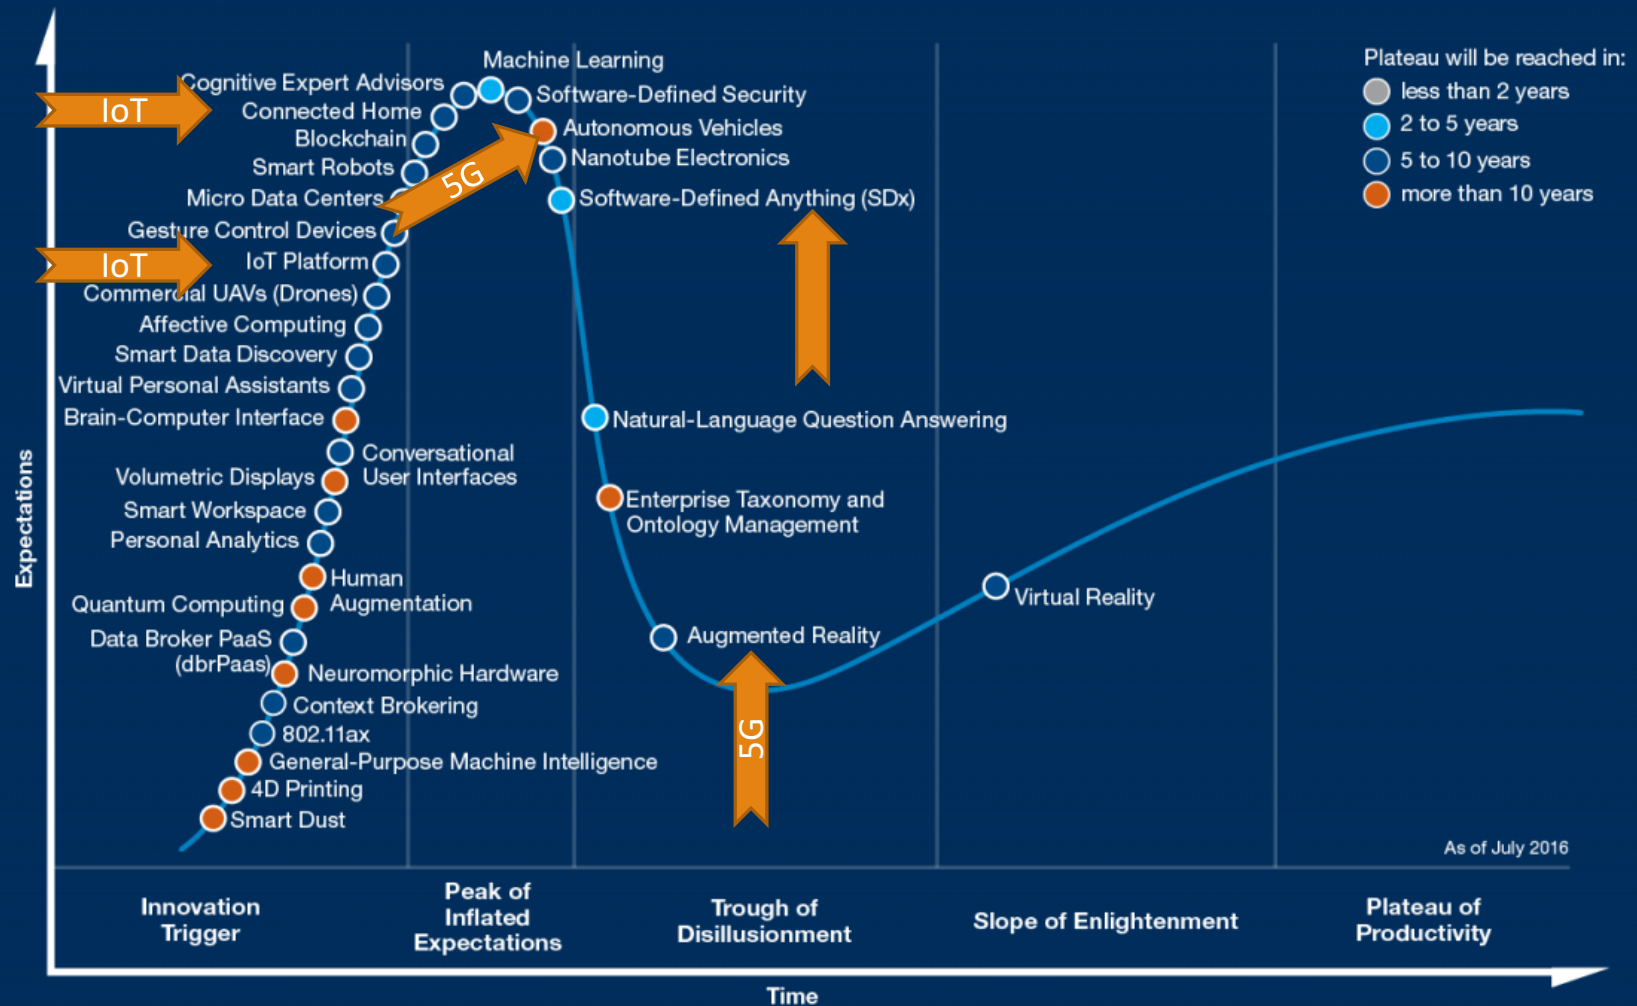 Machine Learning
Cognitive Expert Advisors
Software-Defined Security
IoT
Connected Home
Autonomous Vehicles
Blockchain
Nanotube Electronics
Smart Robots
5G
Micro Data Centers
Software-Defined Anything (SDx)
Gesture Control Devices
IoT
IoT Platform
Commercial UAVs (Drones)
Affective Computing
Smart Data Discovery
Virtual Personal Assistants
Brain-Computer Interface
Natural-Language Question Answering
Conversational
User Interfaces
Volumetric Displays
Enterprise Taxonomy and
Ontology Management
Smart Workspace
Personal Analytics
Human
Augmentation
Quantum Computing
Virtual Reality
Data Broker PaaS
(dbrPaas)
Augmented Reality
Neuromorphic Hardware
Context Brokering
802.11ax
5G
General-Purpose Machine Intelligence
4D Printing
Smart Dust
Plateau will be reached in:
less than 2 years
2 to 5 years
5 to 10 years
more than 10 years
As of July 2016
Expectations
Innovation
Trigger
Peak of
Inflated
Expectations
Trough of
Disillusionment
Slope of Enlightenment
Plateau of
Productivity
Time